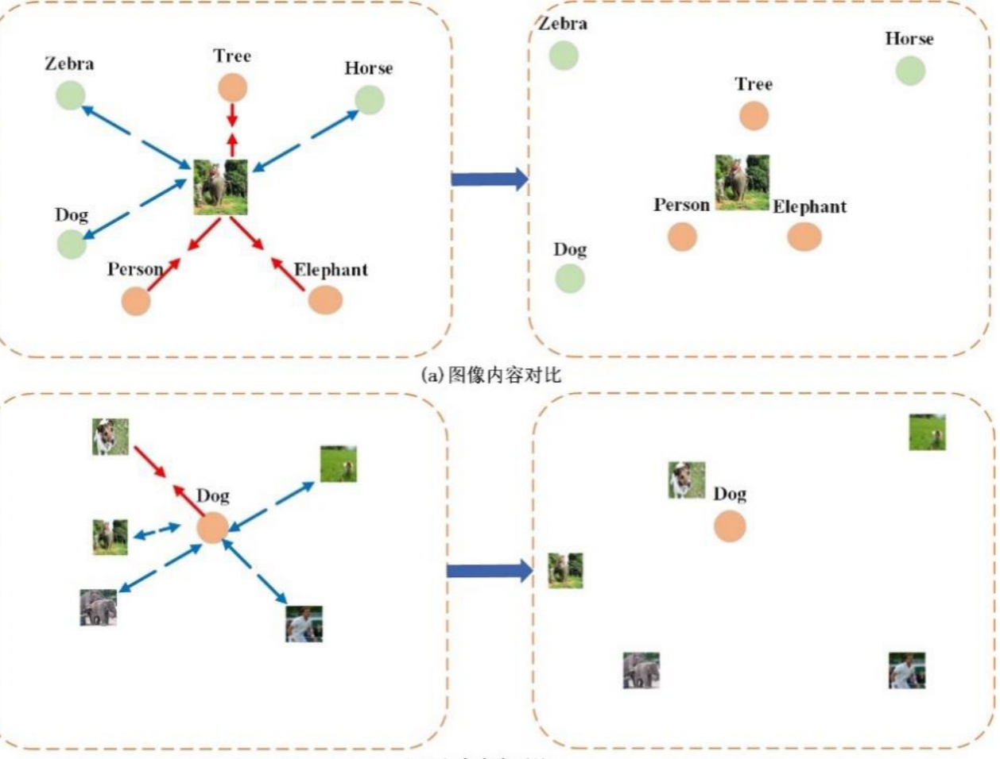 Zebra
Tree
Horse
Dog
Person
Elephant
Zebra
Horse
Tree
Person
Elephant
Dog
(a) 图像内容对比
Dog
Dog